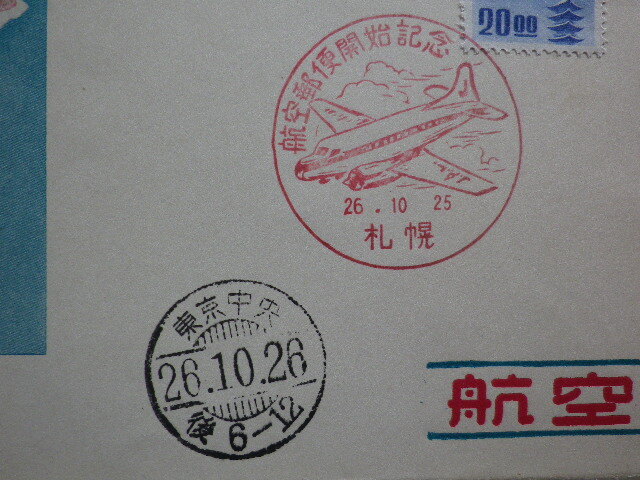 20 00
航空郵便開始記念
26.10 25
札幌
東京中央
26.10.26
後 6-12
航空